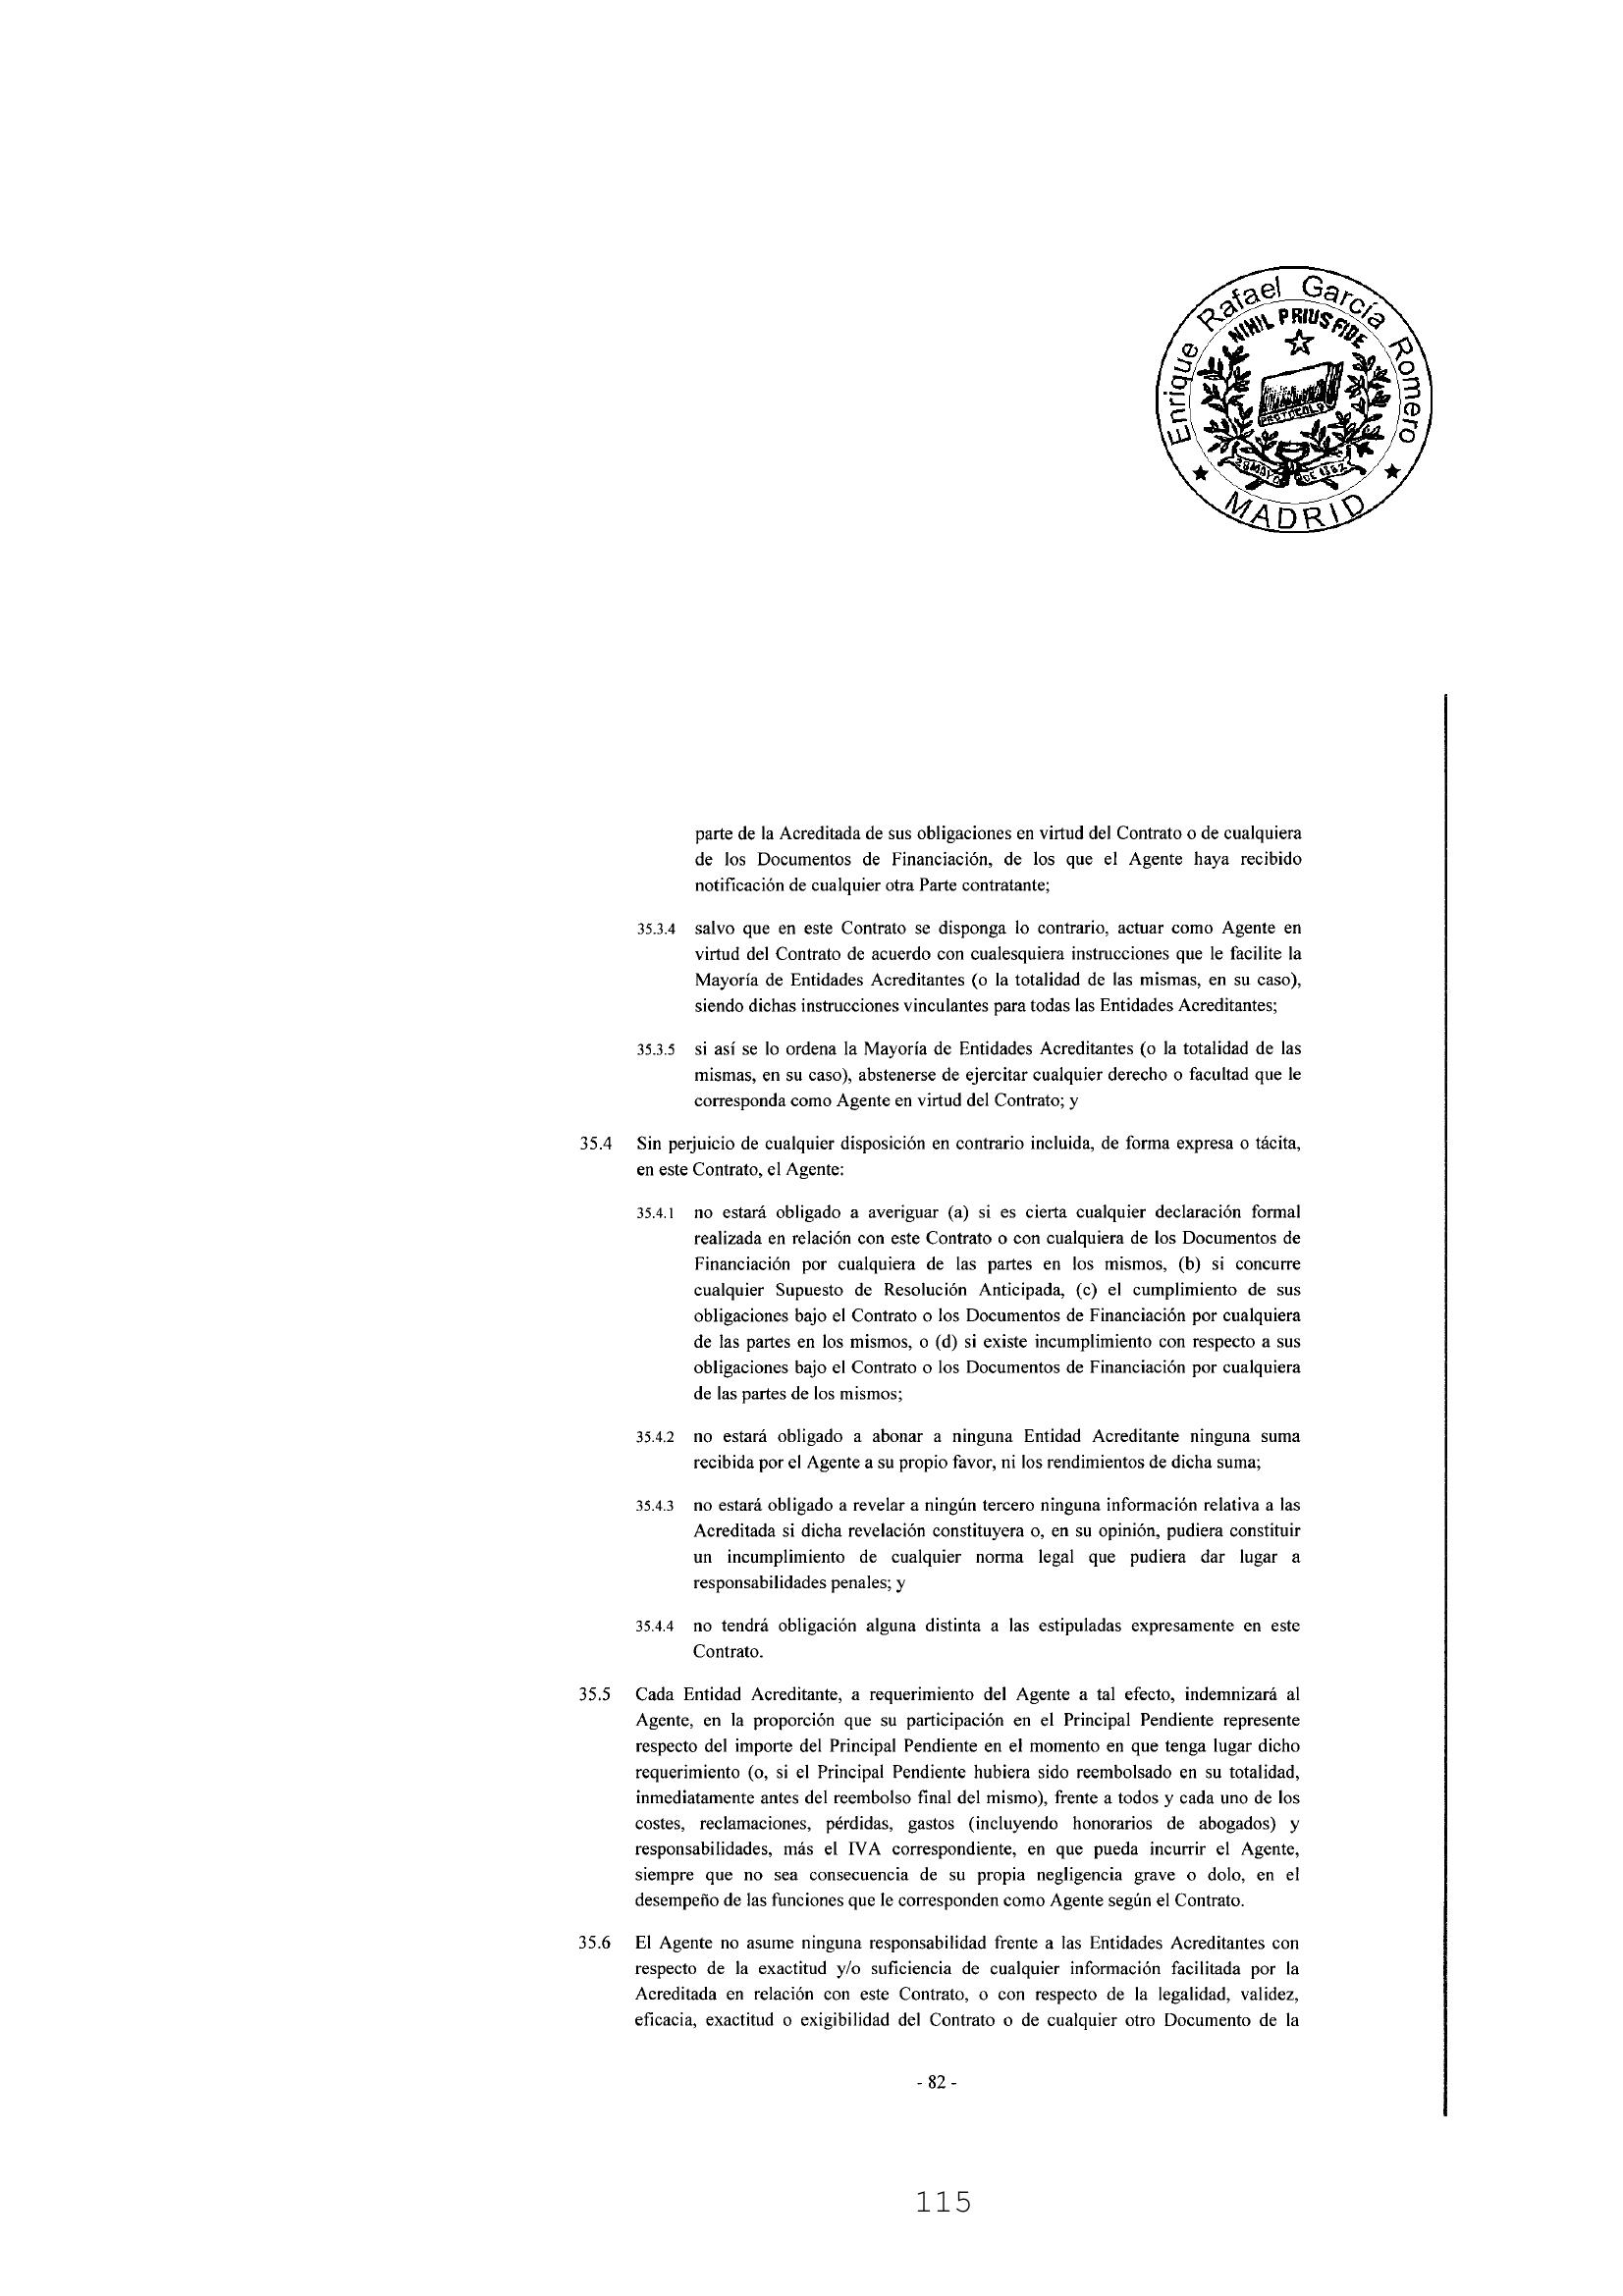 Enrique Rafael García Romero
NIHIL PRIUS FIDE
PROTOCOLO
28 MAYO DE 1862
★ MADRID ★
parte de la Acreditada de sus obligaciones en virtud del Contrato o de cualquiera
de los Documentos de Financiación, de los que el Agente haya recibido
notificación de cualquier otra Parte contratante;
35.3.4 salvo que en este Contrato se disponga lo contrario, actuar como Agente en
virtud del Contrato de acuerdo con cualesquiera instrucciones que le facilite la
Mayoría de Entidades Acreditantes (o la totalidad de las mismas, en su caso),
siendo dichas instrucciones vinculantes para todas las Entidades Acreditantes;
35.3.5 si así se lo ordena la Mayoría de Entidades Acreditantes (o la totalidad de las
mismas, en su caso), abstenerse de ejercitar cualquier derecho o facultad que le
corresponda como Agente en virtud del Contrato; y
35.4 Sin perjuicio de cualquier disposición en contrario incluida, de forma expresa o tácita,
en este Contrato, el Agente:
35.4.1 no estará obligado a averiguar (a) si es cierta cualquier declaración formal
realizada en relación con este Contrato o con cualquiera de los Documentos de
Financiación por cualquiera de las partes en los mismos, (b) si concurre
cualquier Supuesto de Resolución Anticipada, (c) el cumplimiento de sus
obligaciones bajo el Contrato o los Documentos de Financiación por cualquiera
de las partes en los mismos, o (d) si existe incumplimiento con respecto a sus
obligaciones bajo el Contrato o los Documentos de Financiación por cualquiera
de las partes de los mismos;
35.4.2 no estará obligado a abonar a ninguna Entidad Acreditante ninguna suma
recibida por el Agente a su propio favor, ni los rendimientos de dicha suma;
35.4.3 no estará obligado a revelar a ningún tercero ninguna información relativa a las
Acreditada si dicha revelación constituyera o, en su opinión, pudiera constituir
un incumplimiento de cualquier norma legal que pudiera dar lugar a
responsabilidades penales; y
35.4.4 no tendrá obligación alguna distinta a las estipuladas expresamente en este
Contrato.
35.5 Cada Entidad Acreditante, a requerimiento del Agente a tal efecto, indemnizará al
Agente, en la proporción que su participación en el Principal Pendiente represente
respecto del importe del Principal Pendiente en el momento en que tenga lugar dicho
requerimiento (o, si el Principal Pendiente hubiera sido reembolsado en su totalidad,
inmediatamente antes del reembolso final del mismo), frente a todos y cada uno de los
costes, reclamaciones, pérdidas, gastos (incluyendo honorarios de abogados) y
responsabilidades, más el IVA correspondiente, en que pueda incurrir el Agente,
siempre que no sea consecuencia de su propia negligencia grave o dolo, en el
desempeño de las funciones que le corresponden como Agente según el Contrato.
35.6 El Agente no asume ninguna responsabilidad frente a las Entidades Acreditantes con
respecto de la exactitud y/o suficiencia de cualquier información facilitada por la
Acreditada en relación con este Contrato, o con respecto de la legalidad, validez,
eficacia, exactitud o exigibilidad del Contrato o de cualquier otro Documento de la
- 82 -
115